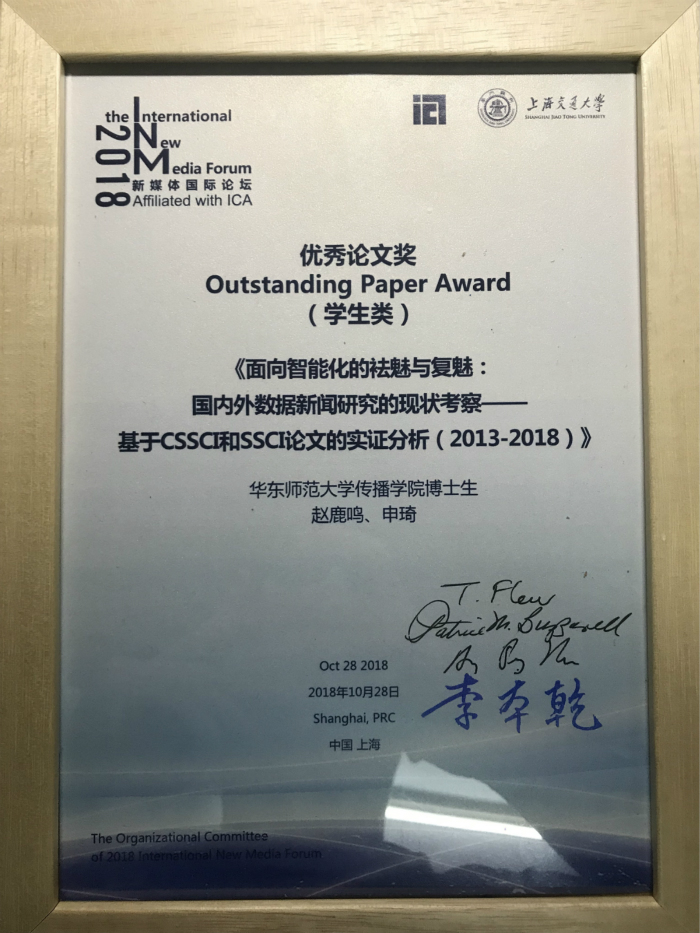 the International
New
Media Forum
2018
新媒体国际论坛
Affiliated with ICA
ica
上海交通大学
SHANGHAI JIAO TONG UNIVERSITY
优秀论文奖
Outstanding Paper Award
（学生类）
《面向智能化的祛魅与复魅：
国内外数据新闻研究的现状考察——
基于CSSCI和SSCI论文的实证分析（2013-2018）》
华东师范大学传播学院博士生
赵鹿鸣、申琦
T. Flew
Patrice M. Buzzanell
Oct 28 2018
2018年10月28日
李本乾
Shanghai, PRC
中国 上海
The Organizational Committee
of 2018 International New Media Forum